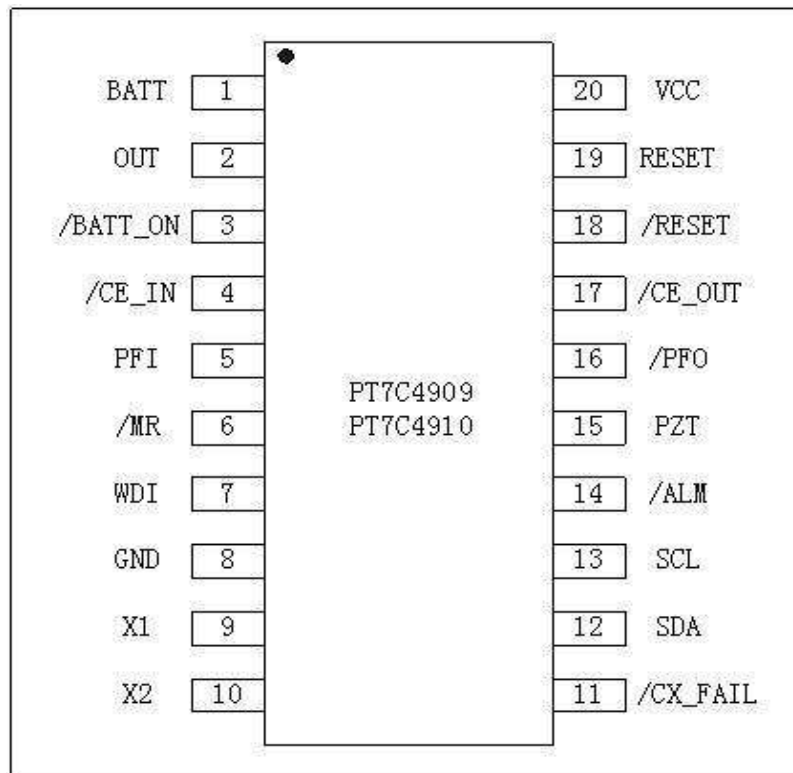 BATT 1 20 VCC
OUT 2 19 RESET
/BATT_ON 3 18 /RESET
/CE_IN 4 17 /CE_OUT
PFI 5 16 /PFO
PT7C4909
/MR 6 PT7C4910 15 PZT
WDI 7 14 /ALM
GND 8 13 SCL
X1 9 12 SDA
X2 10 11 /CX_FAIL